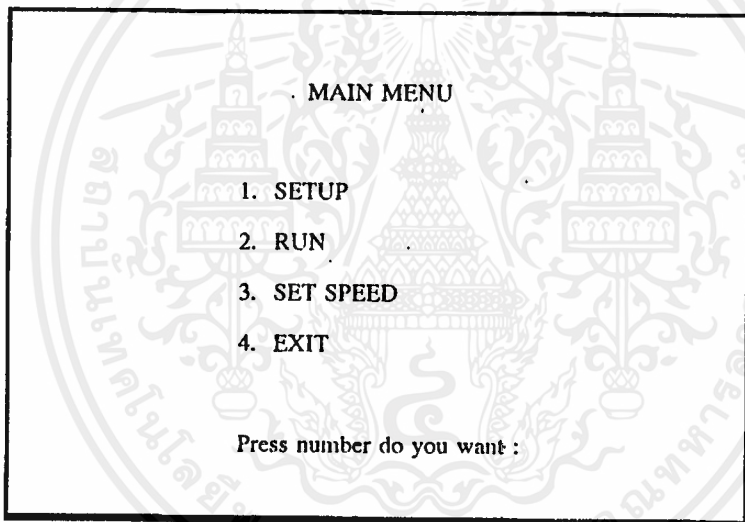 MAIN MENU
1. SETUP
2. RUN
3. SET SPEED
4. EXIT
Press number do you want :